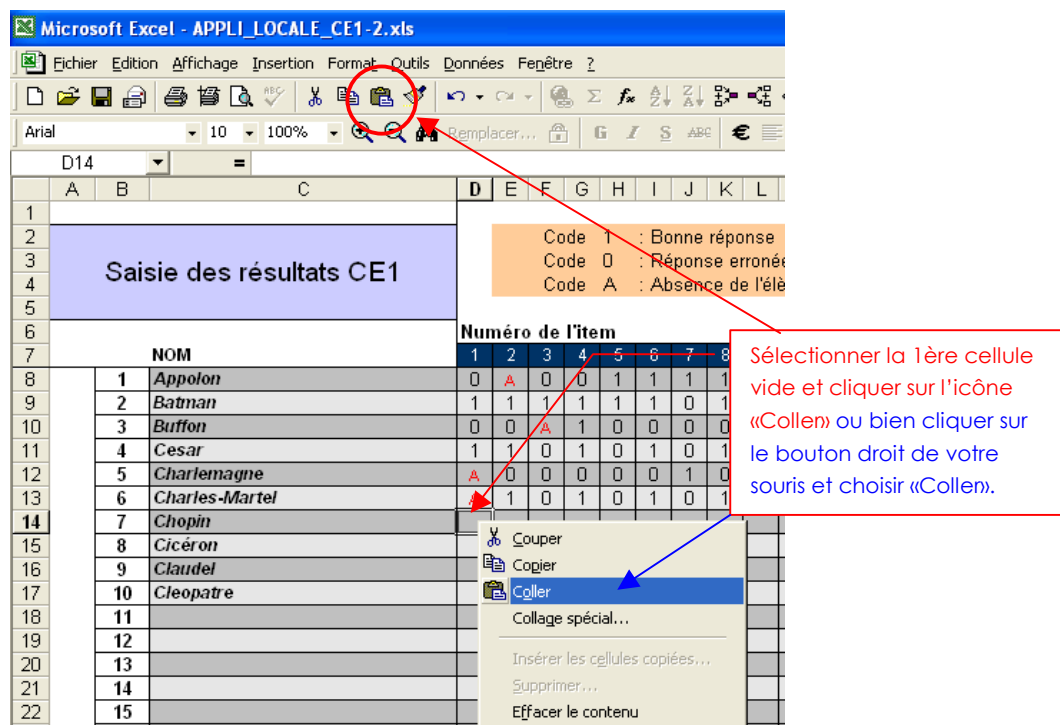 Microsoft Excel - APPLI_LOCALE_CE1-2.xls
Fichier Edition Affichage Insertion Format Outils Données Fenêtre ?
Arial 10 100% Remplacer... G I S ABC €
D14 =
A B C D E F G H I J K L
1
2 Code 1 : Bonne réponse
3 Code 0 : Réponse erronée
Saisie des résultats CE1
4 Code A : Absence de l'élè
5
6 Numéro de l'item
7 NOM 1 2 3 4 5 6 7 8
8 1 Appolon 0 A 0 0 1 1 1 1
9 2 Batman 1 1 1 1 1 1 0 1
10 3 Buffon 0 0 A 1 0 0 0 0
11 4 Cesar 1 1 0 1 0 1 0 1
12 5 Charlemagne A 0 0 0 0 0 1 0
13 6 Charles-Martel A 1 0 1 0 1 0 1
14 7 Chopin
15 8 Cicéron
16 9 Claudel
17 10 Cleopatre
18 11
19 12
20 13
21 14
22 15
Couper
Copier
Coller
Collage spécial...
Insérer les cellules copiées...
Supprimer...
Effacer le contenu
Sélectionner la 1ère cellule
vide et cliquer sur l'icône
«Coller» ou bien cliquer sur
le bouton droit de votre
souris et choisir «Coller».